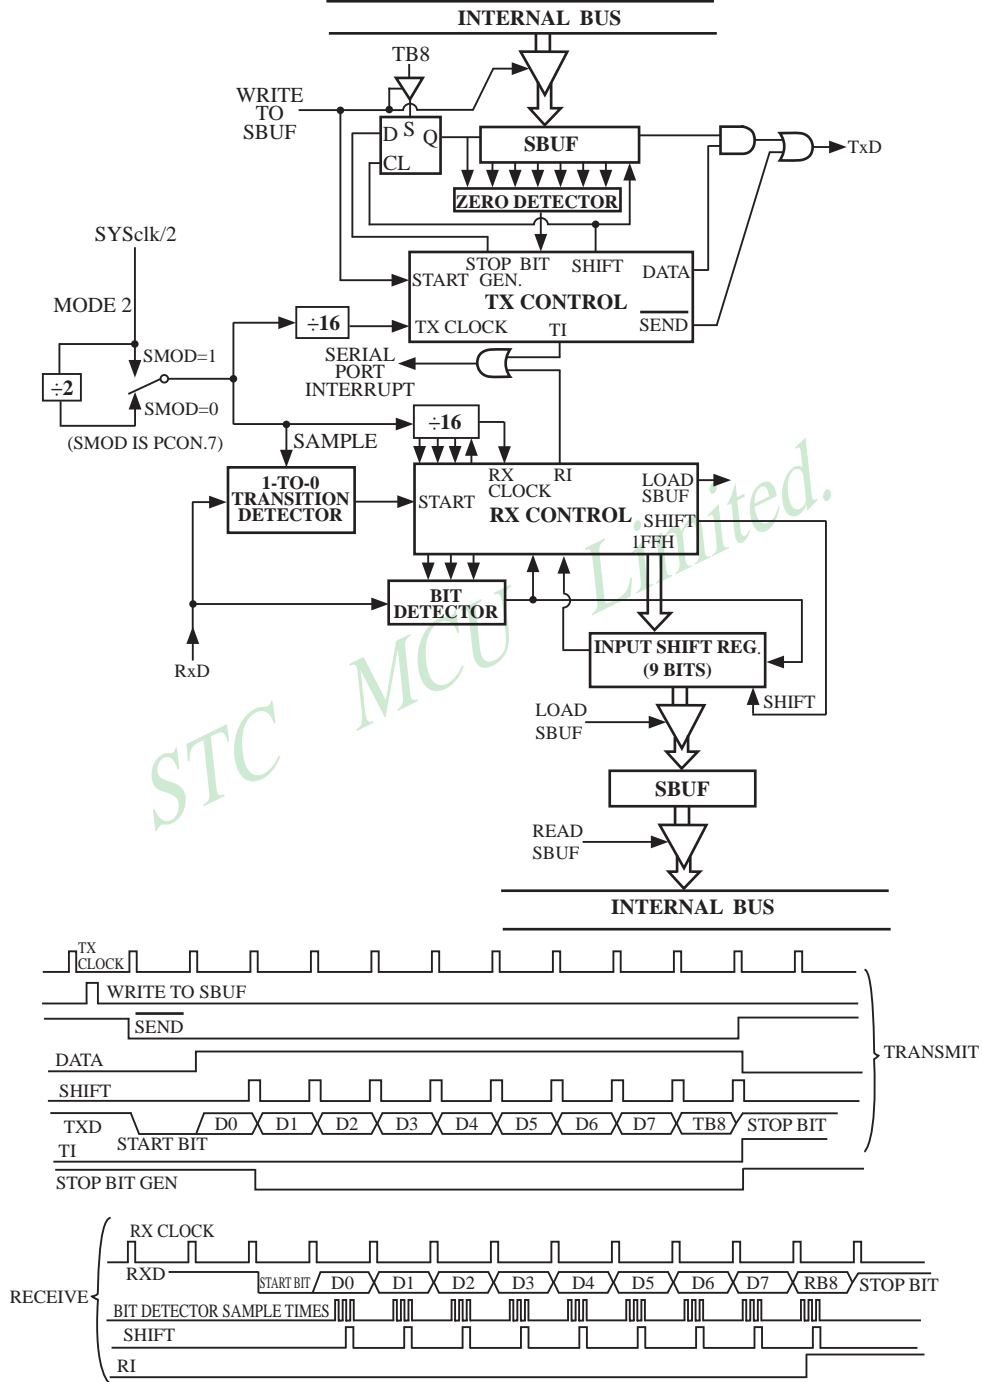 INTERNAL BUS
TB8
WRITE
TO
SBUF
D S Q
CL
SBUF
TxD
ZERO DETECTOR
SYSclk/2
STOP BIT
GEN.
SHIFT
DATA
START
TX CONTROL
MODE 2
÷16
TX CLOCK
TI
SEND
SERIAL
PORT
INTERRUPT
SMOD=1
÷2
SMOD=0
(SMOD IS PCON.7)
SAMPLE
÷16
1-TO-0
TRANSITION
DETECTOR
START
RX
CLOCK
RI
LOAD
SBUF
RX CONTROL
SHIFT
1FFH
BIT
DETECTOR
RxD
INPUT SHIFT REG.
(9 BITS)
SHIFT
LOAD
SBUF
SBUF
READ
SBUF
INTERNAL BUS
STC MCU Limited.
TX
CLOCK
WRITE TO SBUF
SEND
DATA
TRANSMIT
SHIFT
TXD
START BIT
D0 D1 D2 D3 D4 D5 D6 D7 TB8 STOP BIT
TI
STOP BIT GEN
RX CLOCK
RXD
START BIT D0 D1 D2 D3 D4 D5 D6 D7 RB8 STOP BIT
RECEIVE
BIT DETECTOR SAMPLE TIMES
SHIFT
RI